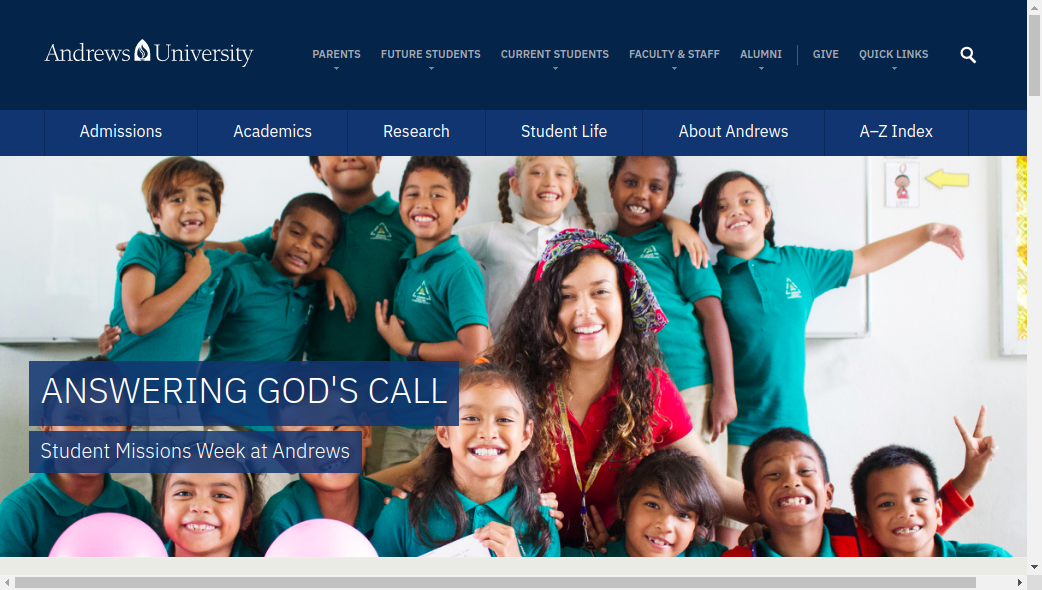 Andrews University
PARENTS
FUTURE STUDENTS
CURRENT STUDENTS
FACULTY & STAFF
ALUMNI
GIVE
QUICK LINKS
Admissions
Academics
Research
Student Life
About Andrews
A–Z Index
ANSWERING GOD'S CALL
Student Missions Week at Andrews